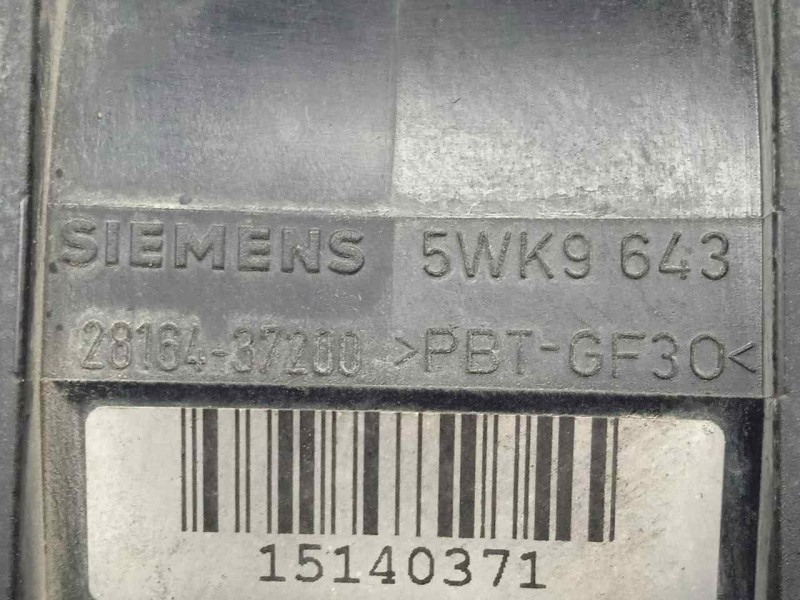 SIEMENS 5WK9 643
28164-37200 >PBT-GF30<
15140371